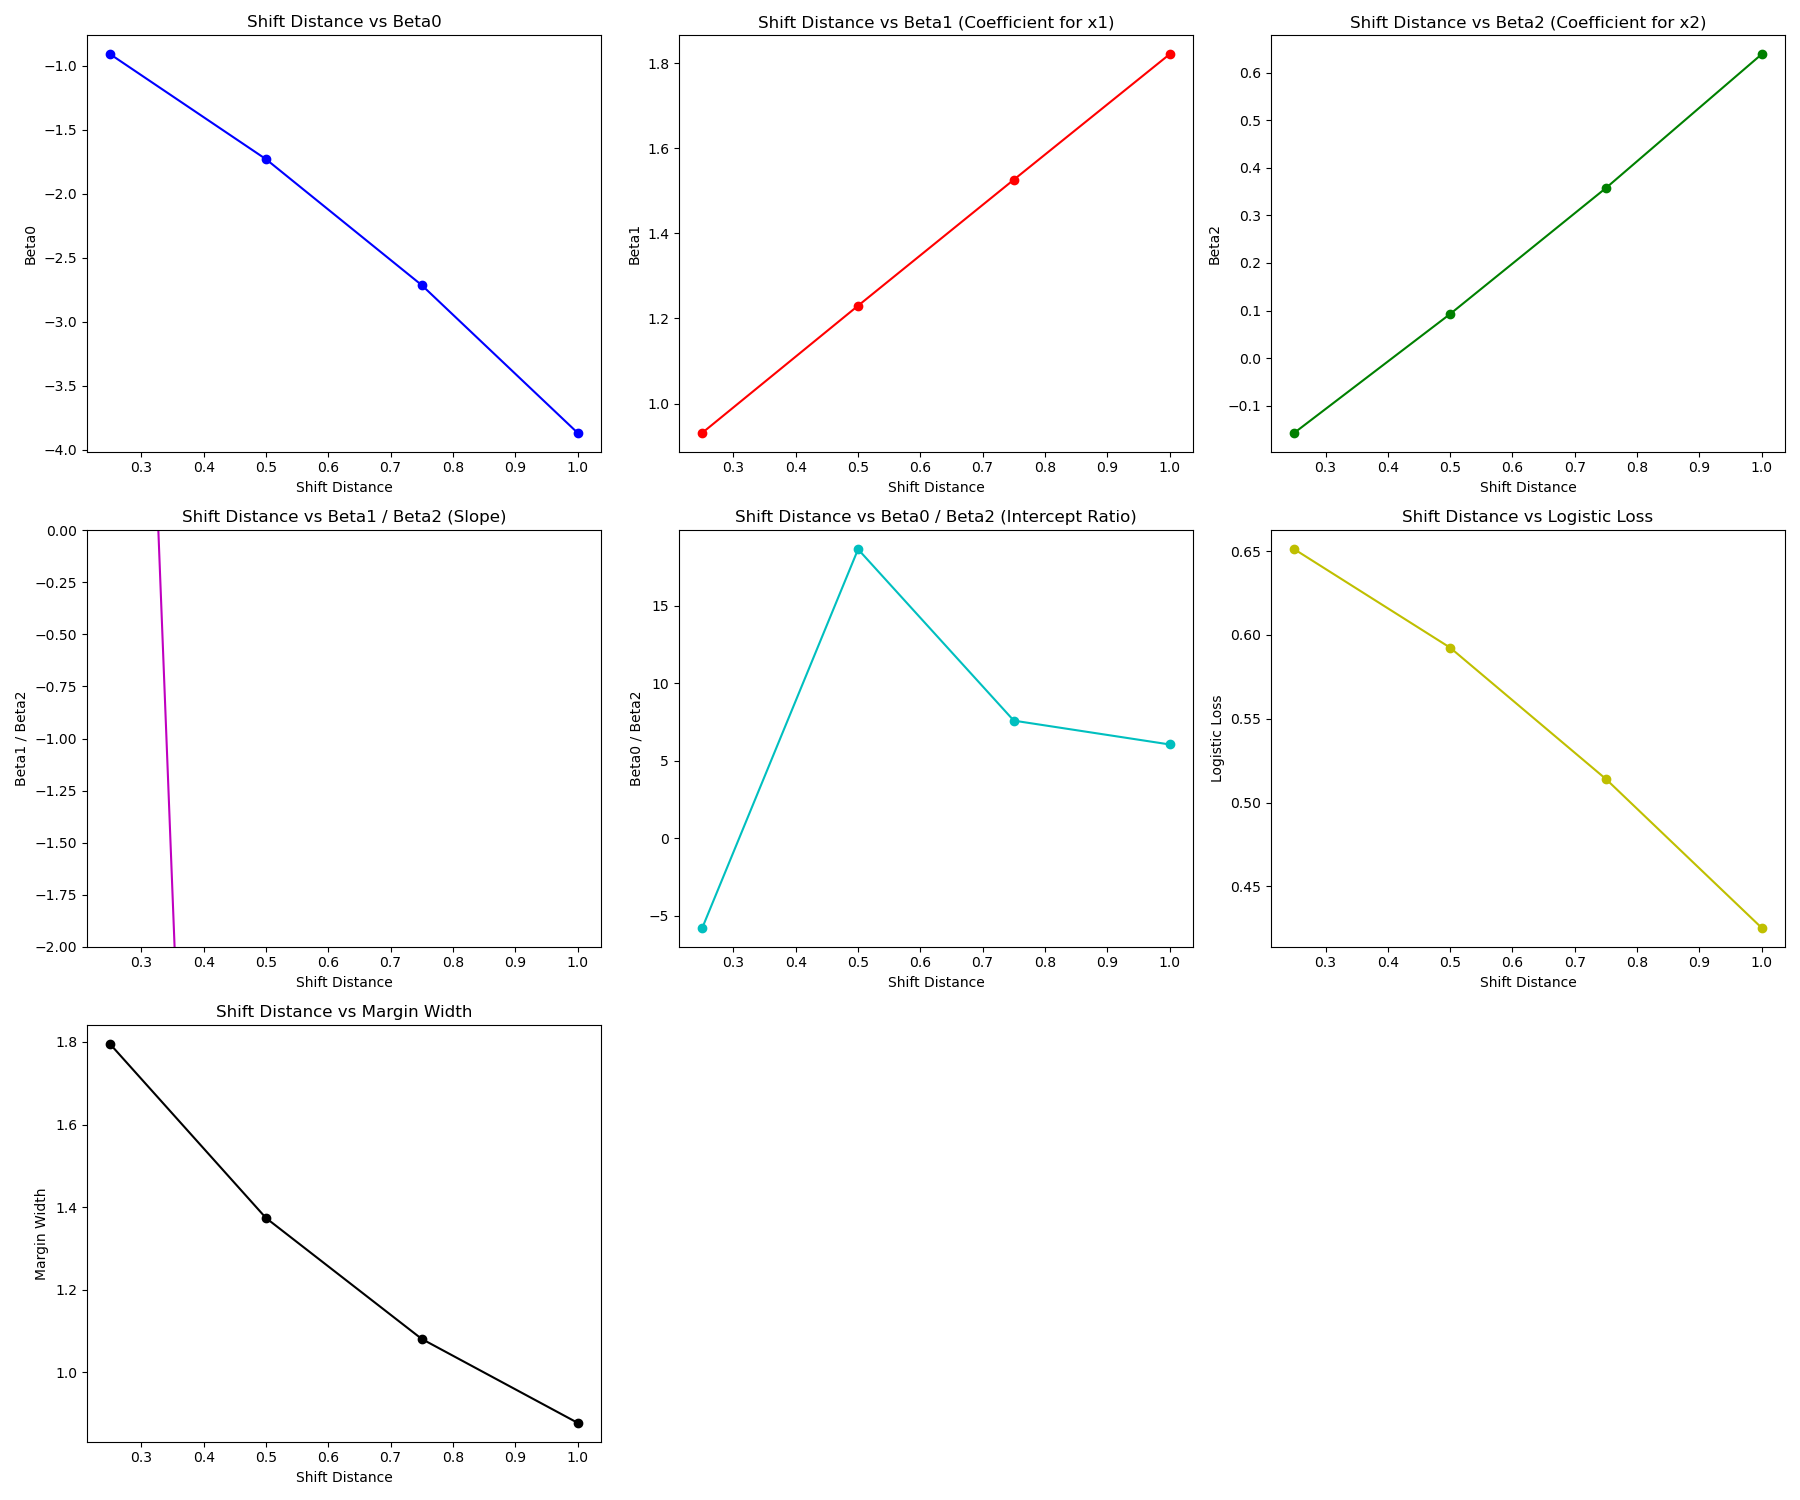 Shift Distance vs Beta0
Beta0
−1.0
−1.5
−2.0
−2.5
−3.0
−3.5
−4.0
0.3 0.4 0.5 0.6 0.7 0.8 0.9 1.0
Shift Distance
Shift Distance vs Beta1 (Coefficient for x1)
Beta1
1.8
1.6
1.4
1.2
1.0
0.3 0.4 0.5 0.6 0.7 0.8 0.9 1.0
Shift Distance
Shift Distance vs Beta2 (Coefficient for x2)
Beta2
0.6
0.5
0.4
0.3
0.2
0.1
0.0
−0.1
0.3 0.4 0.5 0.6 0.7 0.8 0.9 1.0
Shift Distance
Shift Distance vs Beta1 / Beta2 (Slope)
Beta1 / Beta2
0.00
−0.25
−0.50
−0.75
−1.00
−1.25
−1.50
−1.75
−2.00
0.3 0.4 0.5 0.6 0.7 0.8 0.9 1.0
Shift Distance
Shift Distance vs Beta0 / Beta2 (Intercept Ratio)
Beta0 / Beta2
15
10
5
0
−5
0.3 0.4 0.5 0.6 0.7 0.8 0.9 1.0
Shift Distance
Shift Distance vs Logistic Loss
Logistic Loss
0.65
0.60
0.55
0.50
0.45
0.3 0.4 0.5 0.6 0.7 0.8 0.9 1.0
Shift Distance
Shift Distance vs Margin Width
Margin Width
1.8
1.6
1.4
1.2
1.0
0.3 0.4 0.5 0.6 0.7 0.8 0.9 1.0
Shift Distance